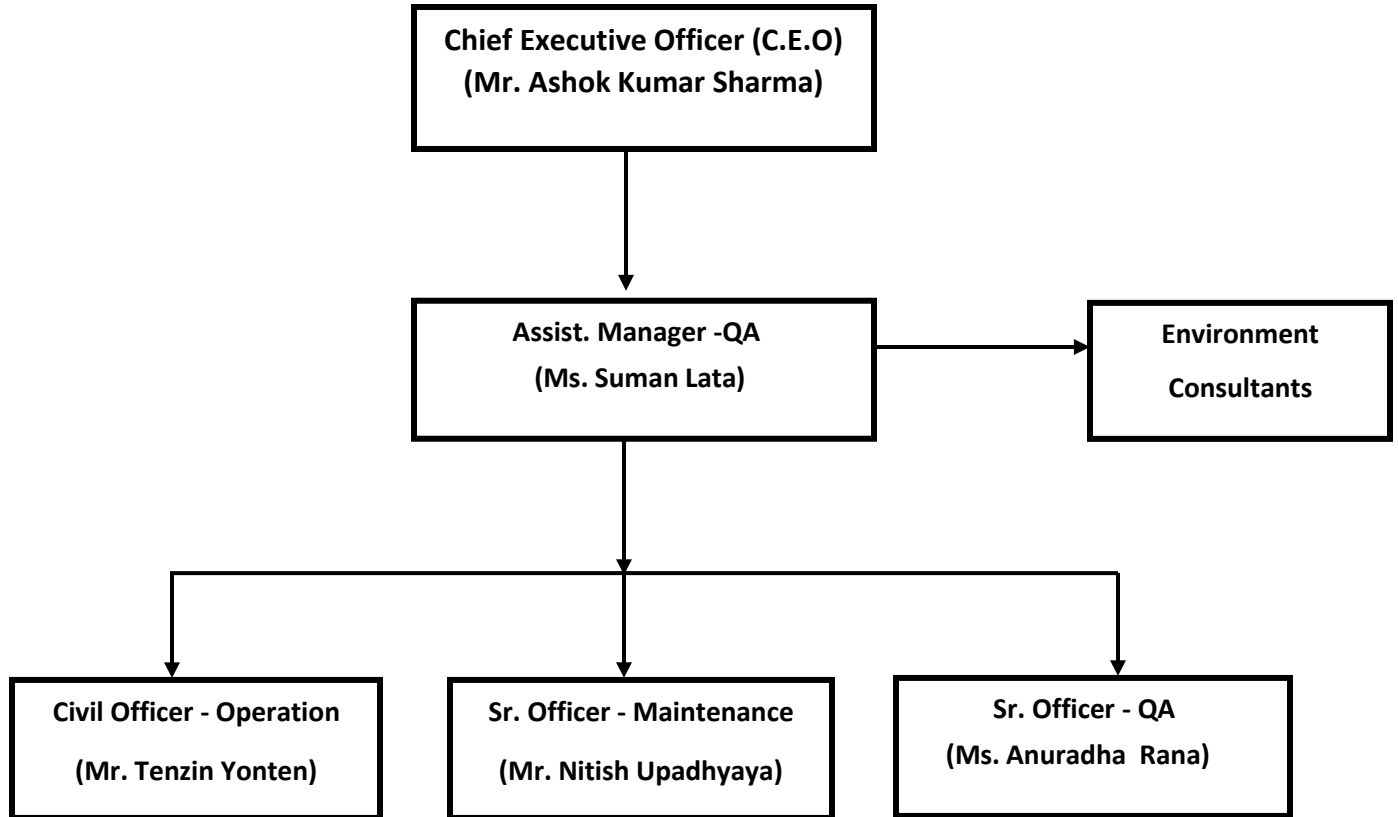 Chief Executive Officer (C.E.O)
(Mr. Ashok Kumar Sharma)
Assist. Manager -QA
(Ms. Suman Lata)
Environment
Consultants
Civil Officer - Operation
(Mr. Tenzin Yonten)
Sr. Officer - Maintenance
(Mr. Nitish Upadhyaya)
Sr. Officer - QA
(Ms. Anuradha  Rana)